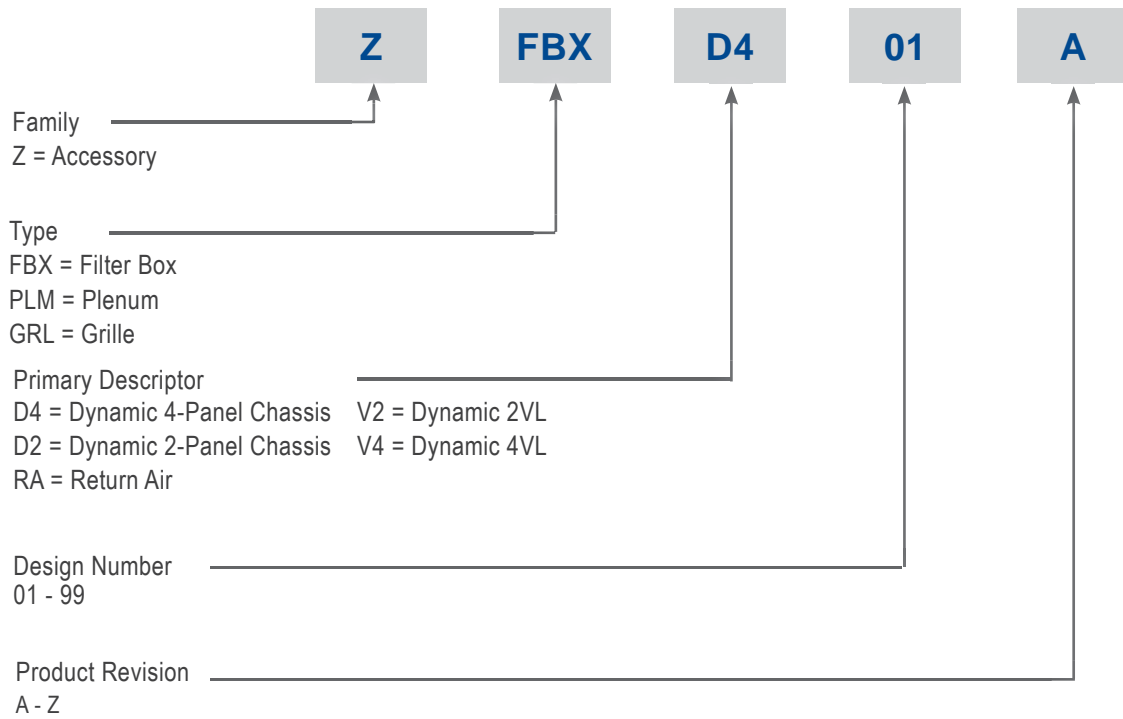 Z FBX D4 01 A
Family
Z = Accessory
Type
FBX = Filter Box
PLM = Plenum
GRL = Grille
Primary Descriptor
D4 = Dynamic 4-Panel Chassis V2 = Dynamic 2VL
D2 = Dynamic 2-Panel Chassis V4 = Dynamic 4VL
RA = Return Air
Design Number
01 - 99
Product Revision
A - Z